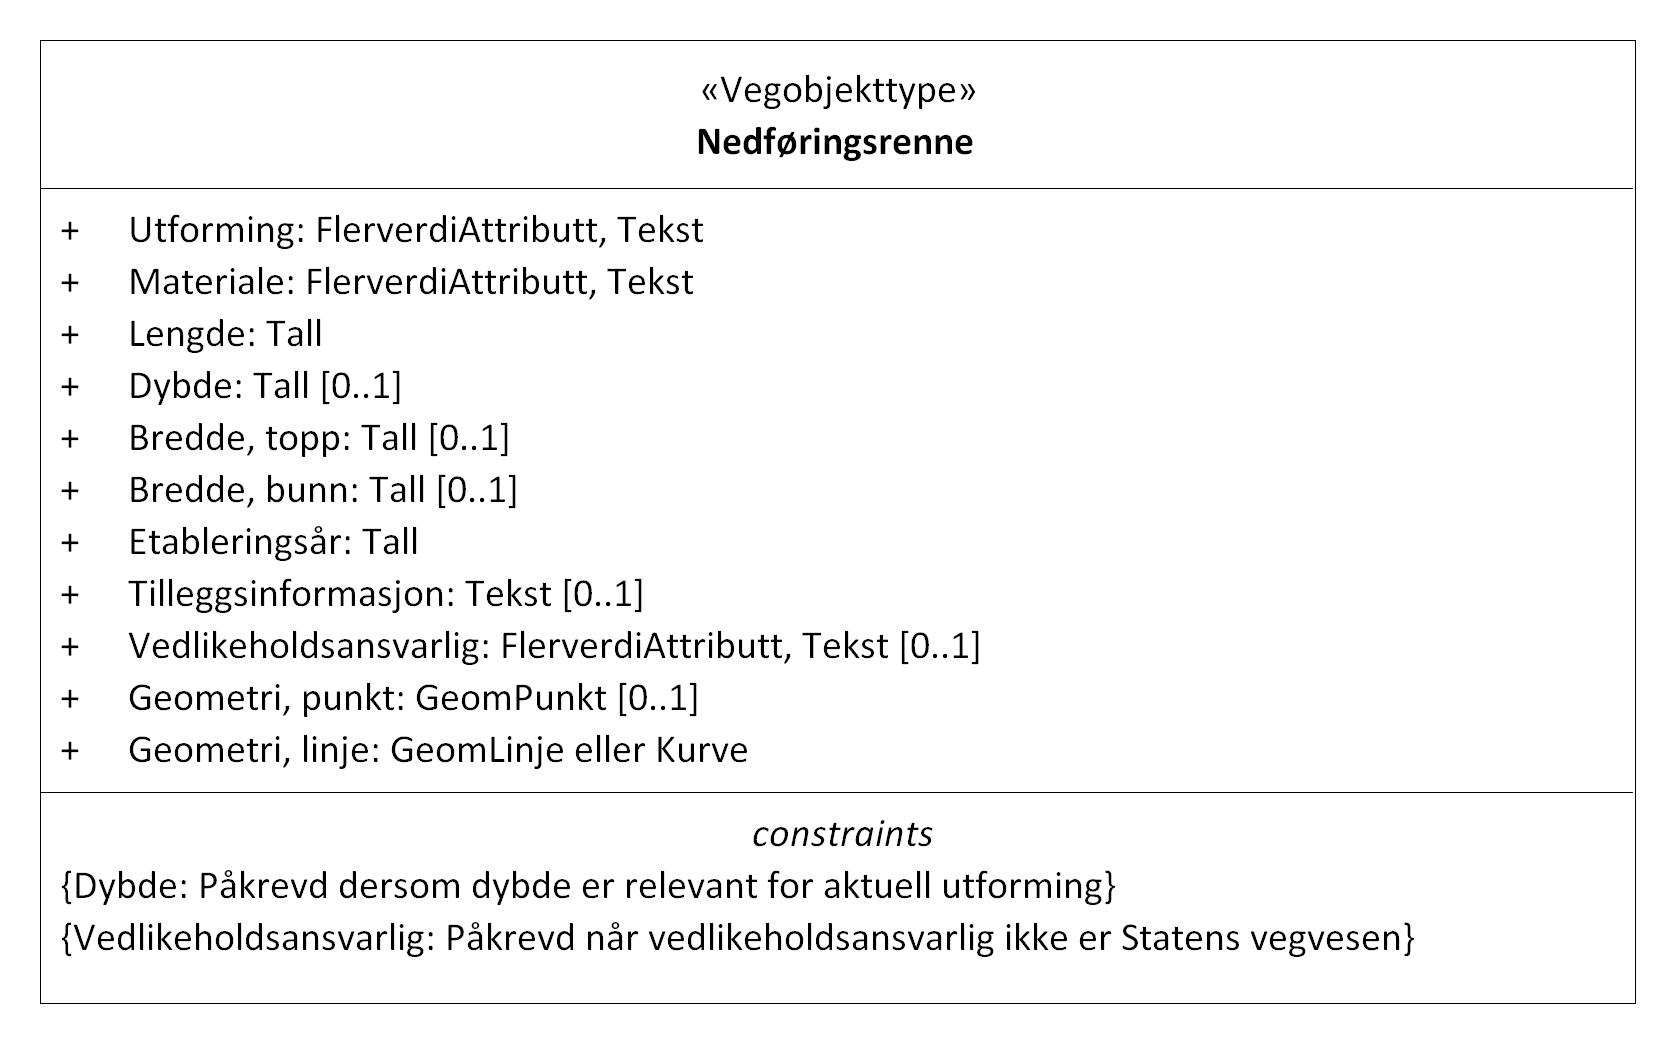 «Vegobjekttype»
Nedføringsrenne
+ Utforming: FlerverdiAttributt, Tekst
+ Materiale: FlerverdiAttributt, Tekst
+ Lengde: Tall
+ Dybde: Tall [0..1]
+ Bredde, topp: Tall [0..1]
+ Bredde, bunn: Tall [0..1]
+ Etableringsår: Tall
+ Tilleggsinformasjon: Tekst [0..1]
+ Vedlikeholdsansvarlig: FlerverdiAttributt, Tekst [0..1]
+ Geometri, punkt: GeomPunkt [0..1]
+ Geometri, linje: GeomLinje eller Kurve
constraints
{Dybde: Påkrevd dersom dybde er relevant for aktuell utforming}
{Vedlikeholdsansvarlig: Påkrevd når vedlikeholdsansvarlig ikke er Statens vegvesen}